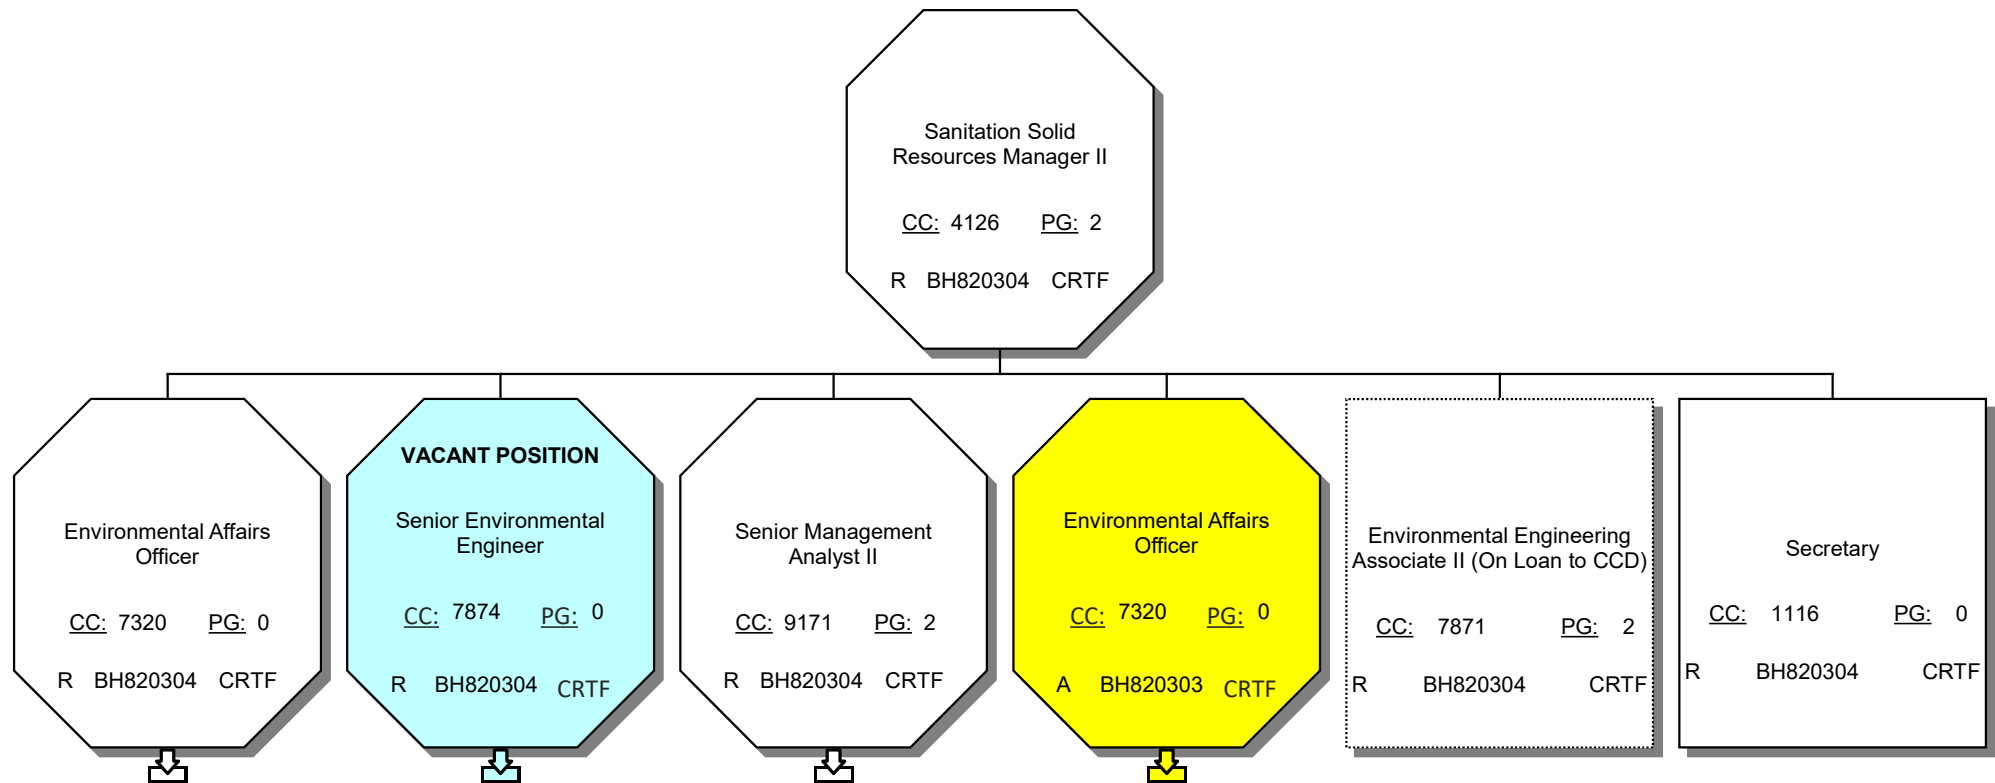 Sanitation Solid
Resources Manager II
CC: 4126 PG: 2
R BH820304 CRTF
Environmental Affairs
Officer
CC: 7320 PG: 0
R BH820304 CRTF
VACANT POSITION
Senior Environmental
Engineer
CC: 7874 PG: 0
R BH820304 CRTF
Senior Management
Analyst II
CC: 9171 PG: 2
R BH820304 CRTF
Environmental Affairs
Officer
CC: 7320 PG: 0
A BH820303 CRTF
Environmental Engineering
Associate II (On Loan to CCD)
CC: 7871 PG: 2
R BH820304 CRTF
Secretary
CC: 1116 PG: 0
R BH820304 CRTF